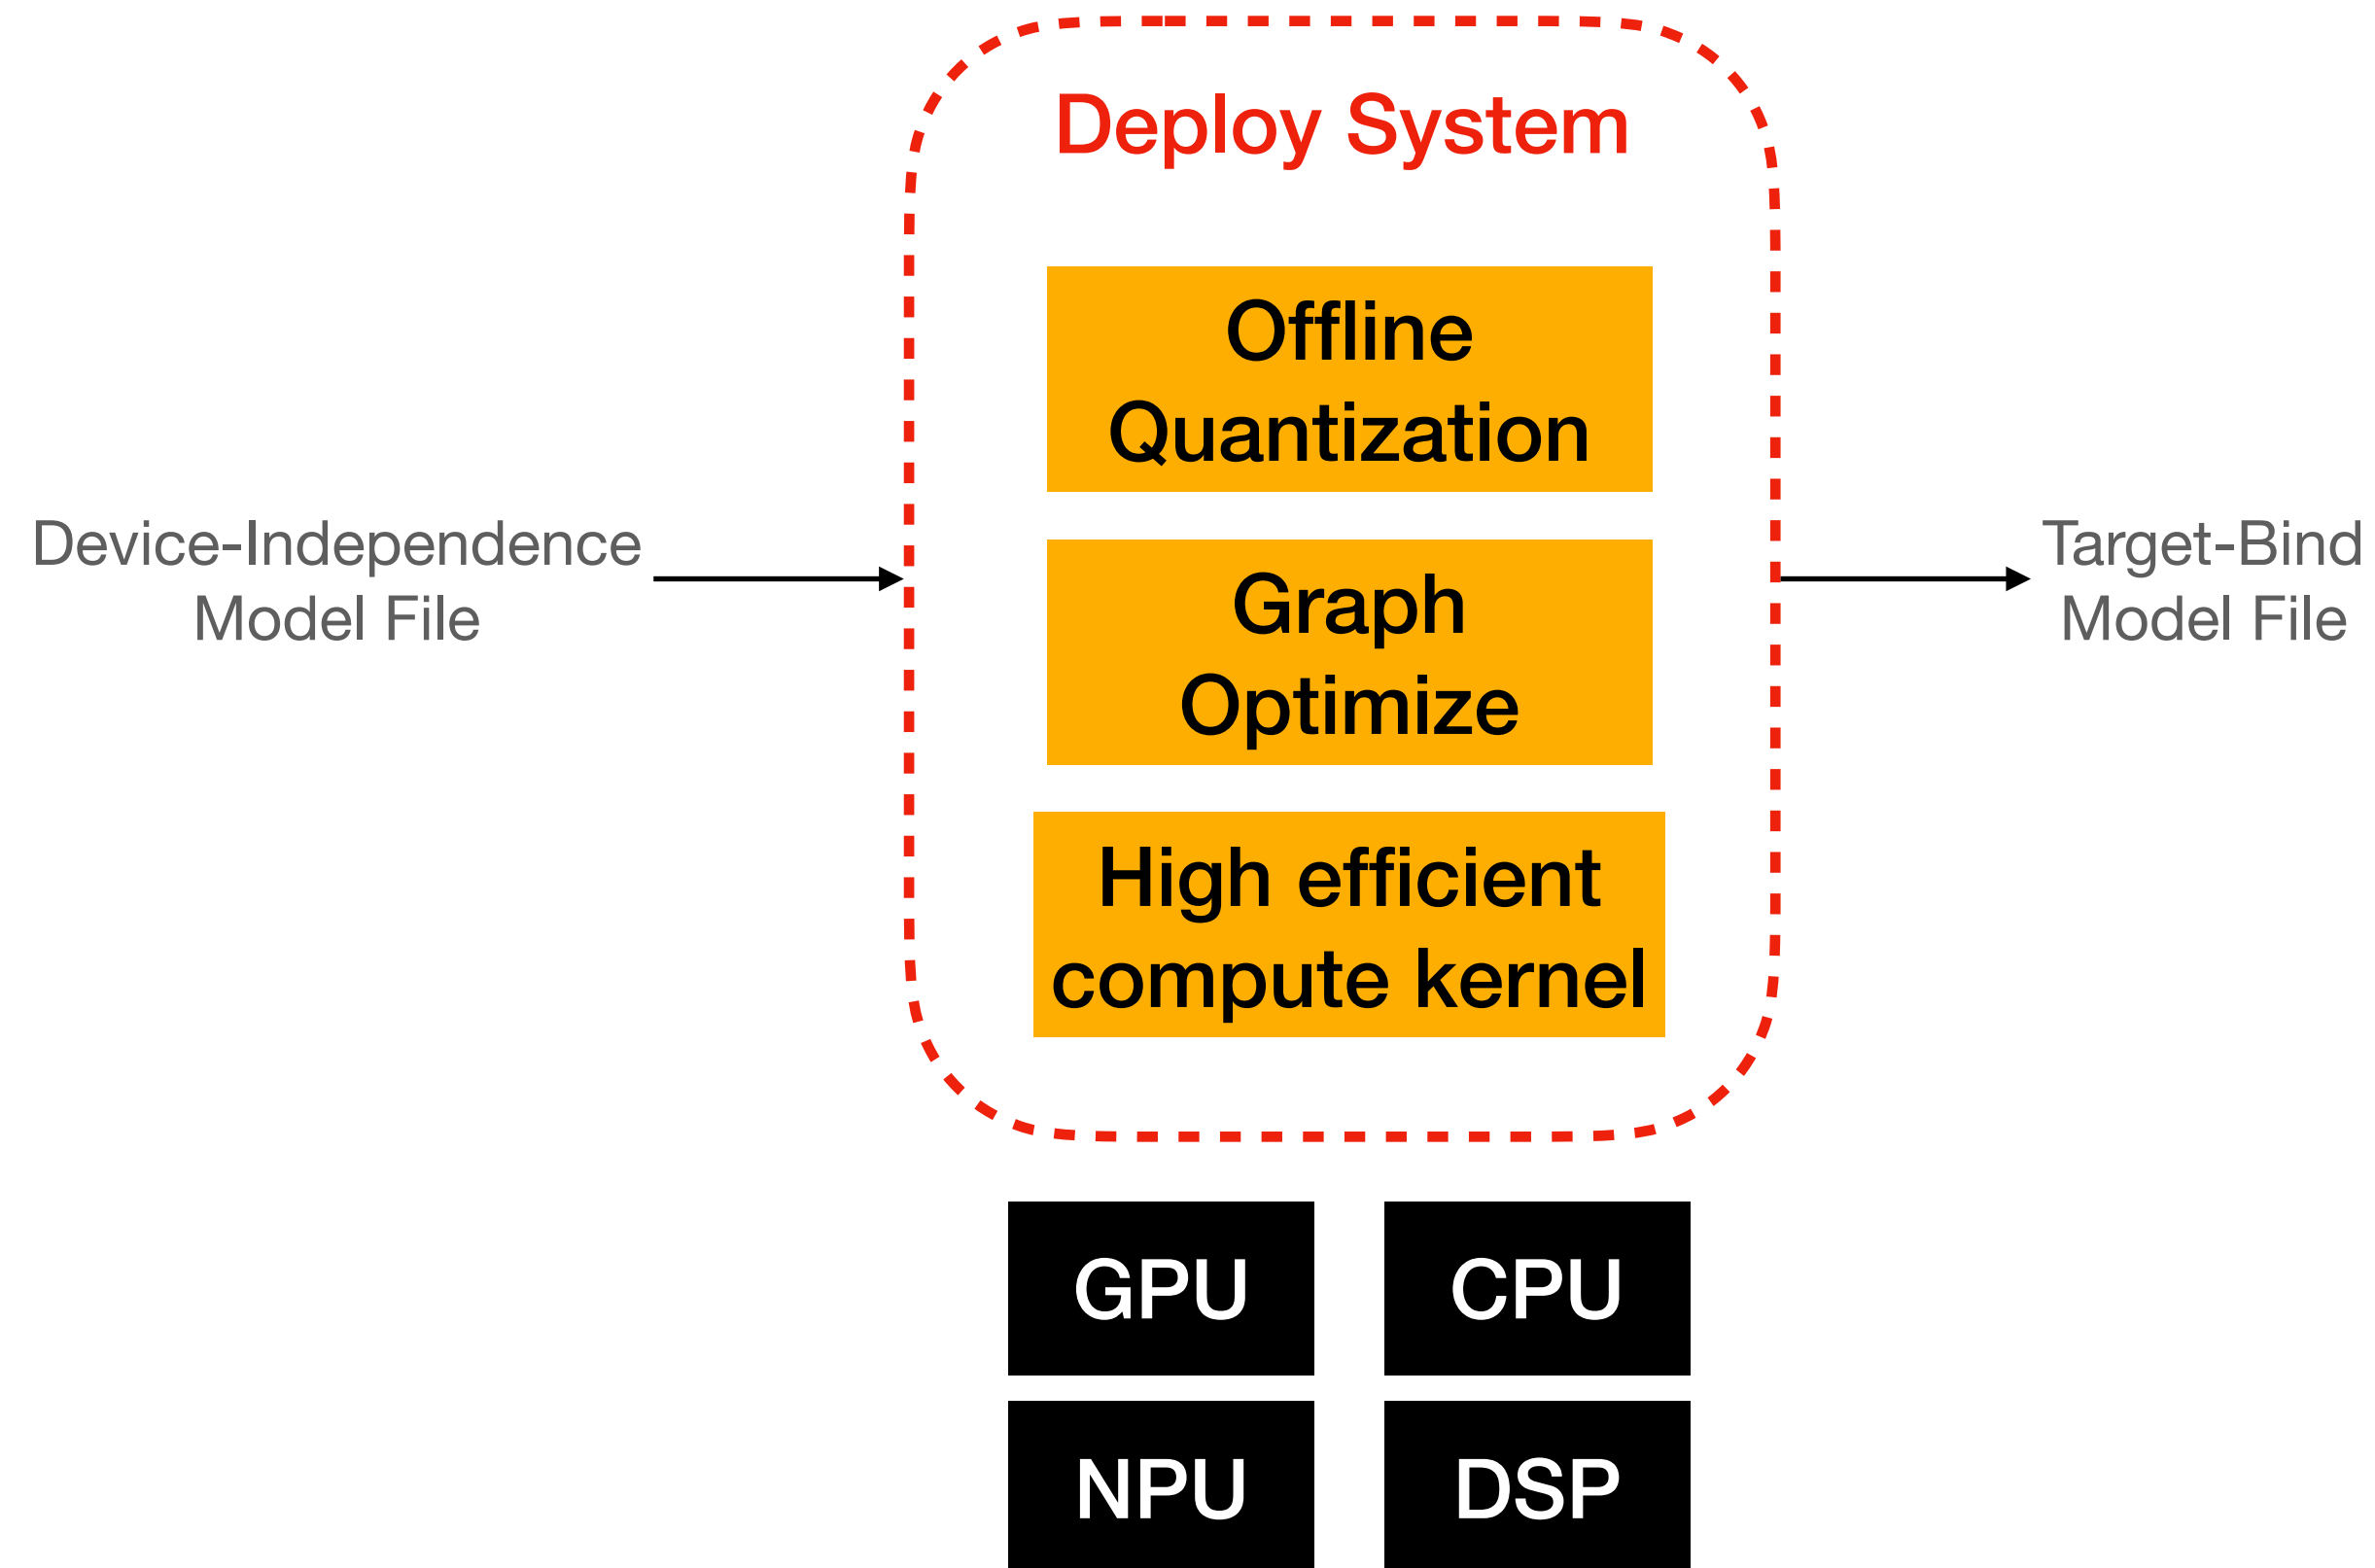 Deploy System
Offline
Quantization
Device-Independence
Model File
Graph
Optimize
Target-Bind
Model File
High efficient
compute kernel
GPU
CPU
NPU
DSP